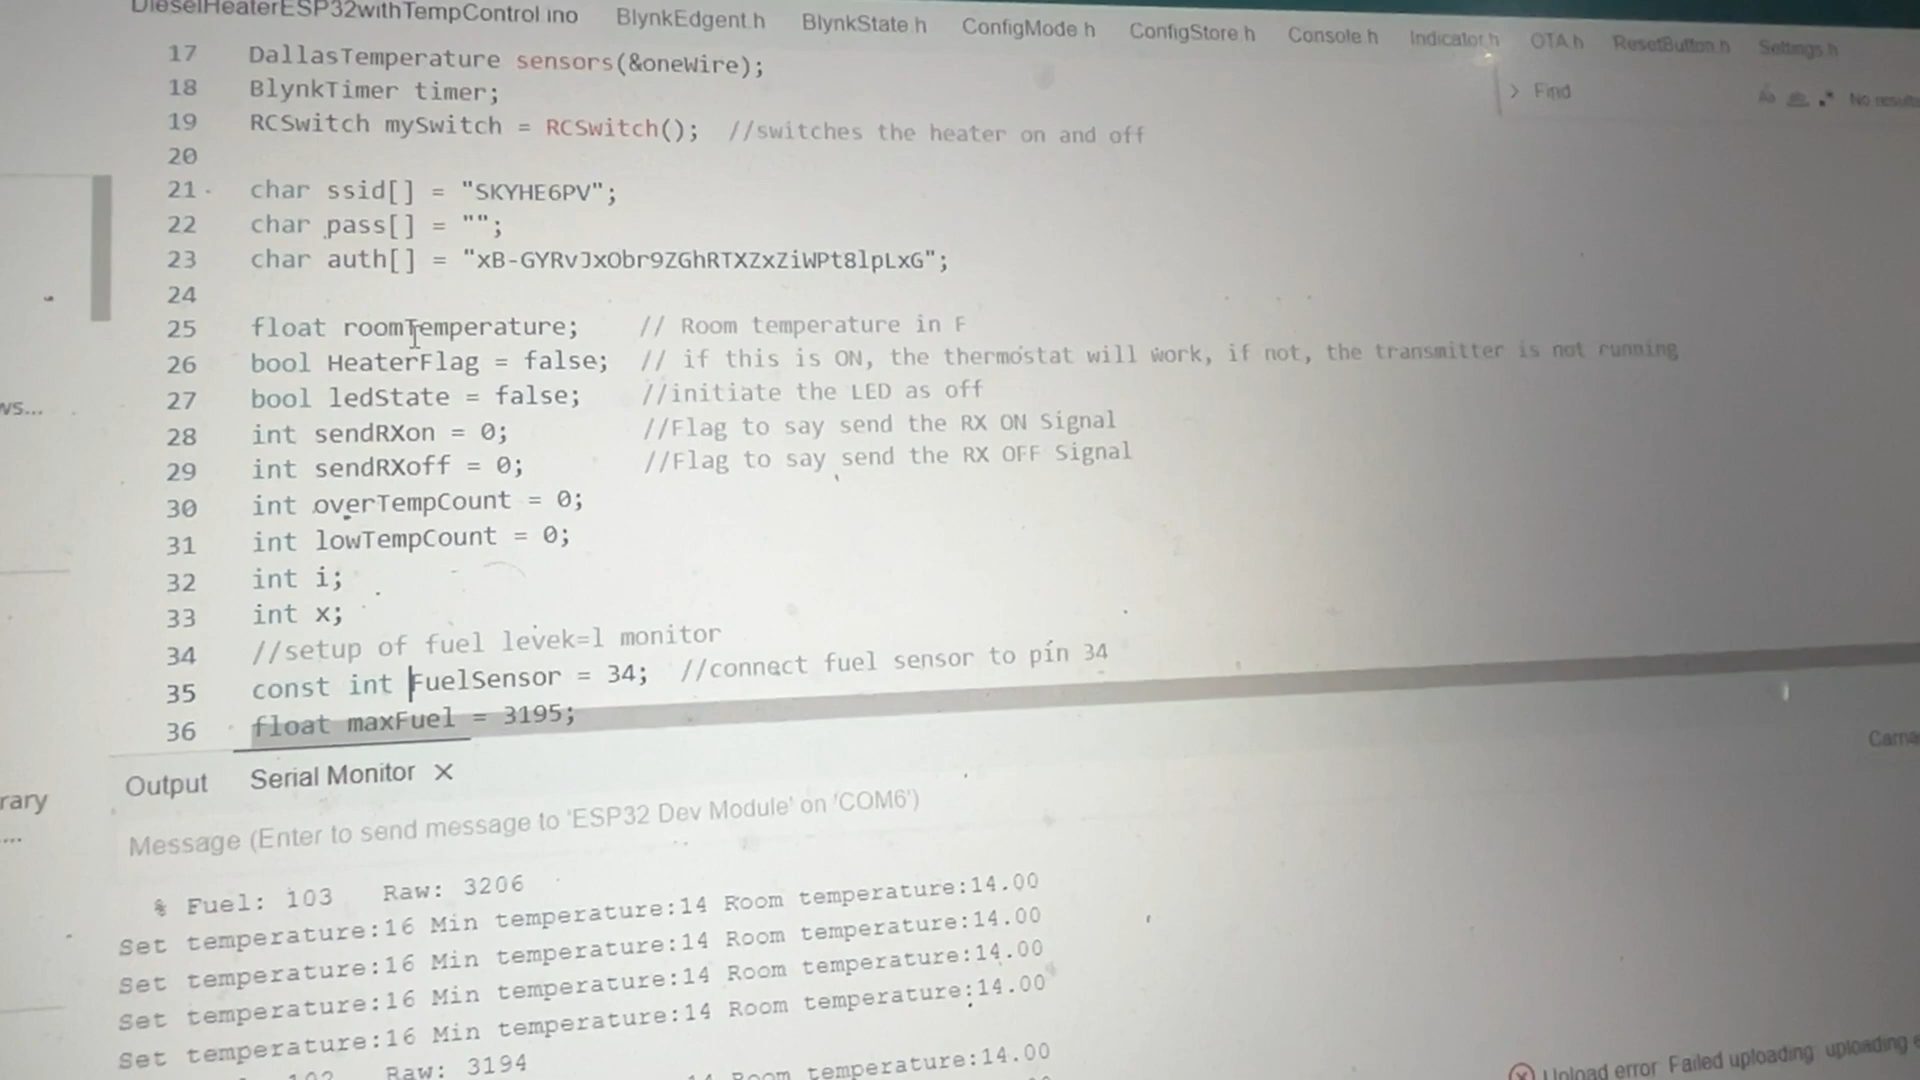 DieselHeaterESP32withTempControl.ino BlynkEdgent.h BlynkState.h ConfigMode.h ConfigStore.h Console.h Indicator.h OTA.h ResetButton.h Settings.h
> Find
No results
17 DallasTemperature sensors(&oneWire);
18 BlynkTimer timer;
19 RCSwitch mySwitch = RCSwitch(); //switches the heater on and off
20
21 char ssid[] = "SKYHE6PV";
22 char pass[] = "";
23 char auth[] = "xB-GYRvJxObr9ZGhRTXZxZiWPt8lpLxG";
24
25 float roomTemperature; // Room temperature in F
26 bool HeaterFlag = false; // if this is ON, the thermostat will work, if not, the transmitter is not running
27 bool ledState = false; //initiate the LED as off
28 int sendRXon = 0; //Flag to say send the RX ON Signal
29 int sendRXoff = 0; //Flag to say send the RX OFF Signal
30 int overTempCount = 0;
31 int lowTempCount = 0;
32 int i;
33 int x;
34 //setup of fuel levek=l monitor
35 const int FuelSensor = 34; //connect fuel sensor to pin 34
36 float maxFuel = 3195;
ws...
rary
...
Output Serial Monitor X
Message (Enter to send message to 'ESP32 Dev Module' on 'COM6')
% Fuel: 103 Raw: 3206
Set temperature:16 Min temperature:14 Room temperature:14.00
Set temperature:16 Min temperature:14 Room temperature:14.00
Set temperature:16 Min temperature:14 Room temperature:14.00
Set temperature:16 Min temperature:14 Room temperature:14.00
102 Raw: 3194
14 Room temperature:14.00
Upload error: Failed uploading: uploading e